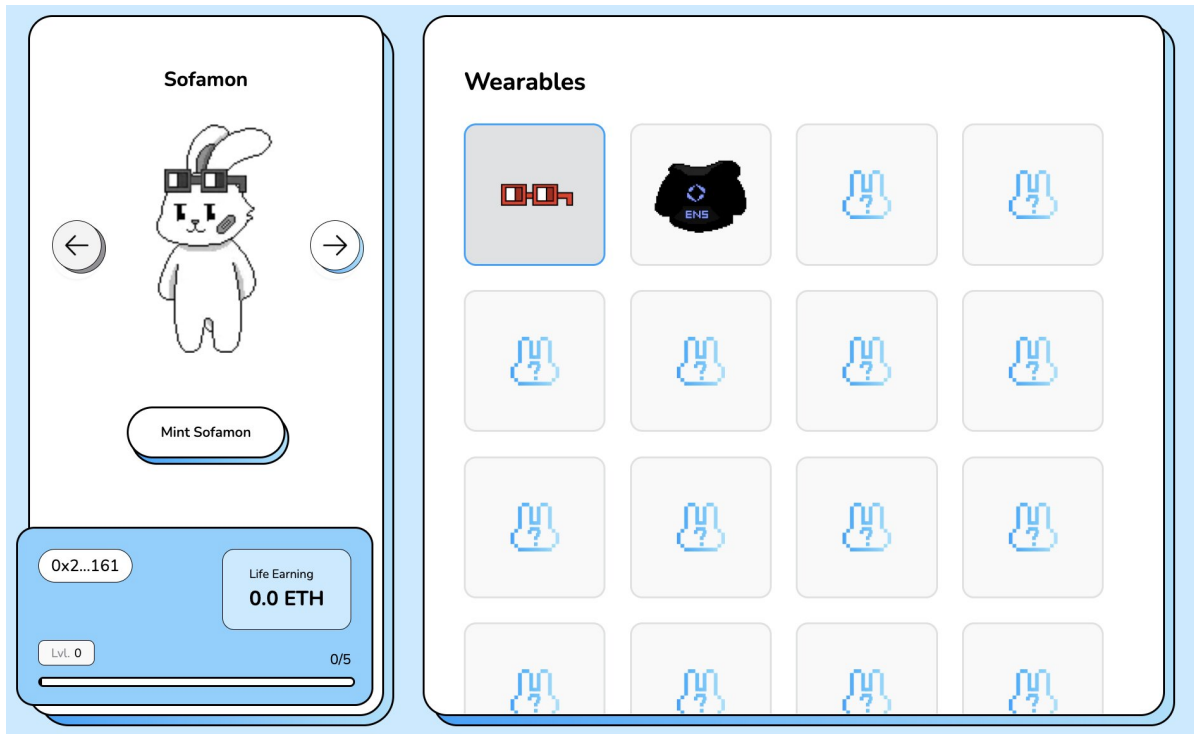 Sofamon
Mint Sofamon
0x2...161
Life Earning
0.0 ETH
Lvl. 0
0/5
Wearables
ENS
?
?
?
?
?
?
?
?
?
?
?
?
?
?